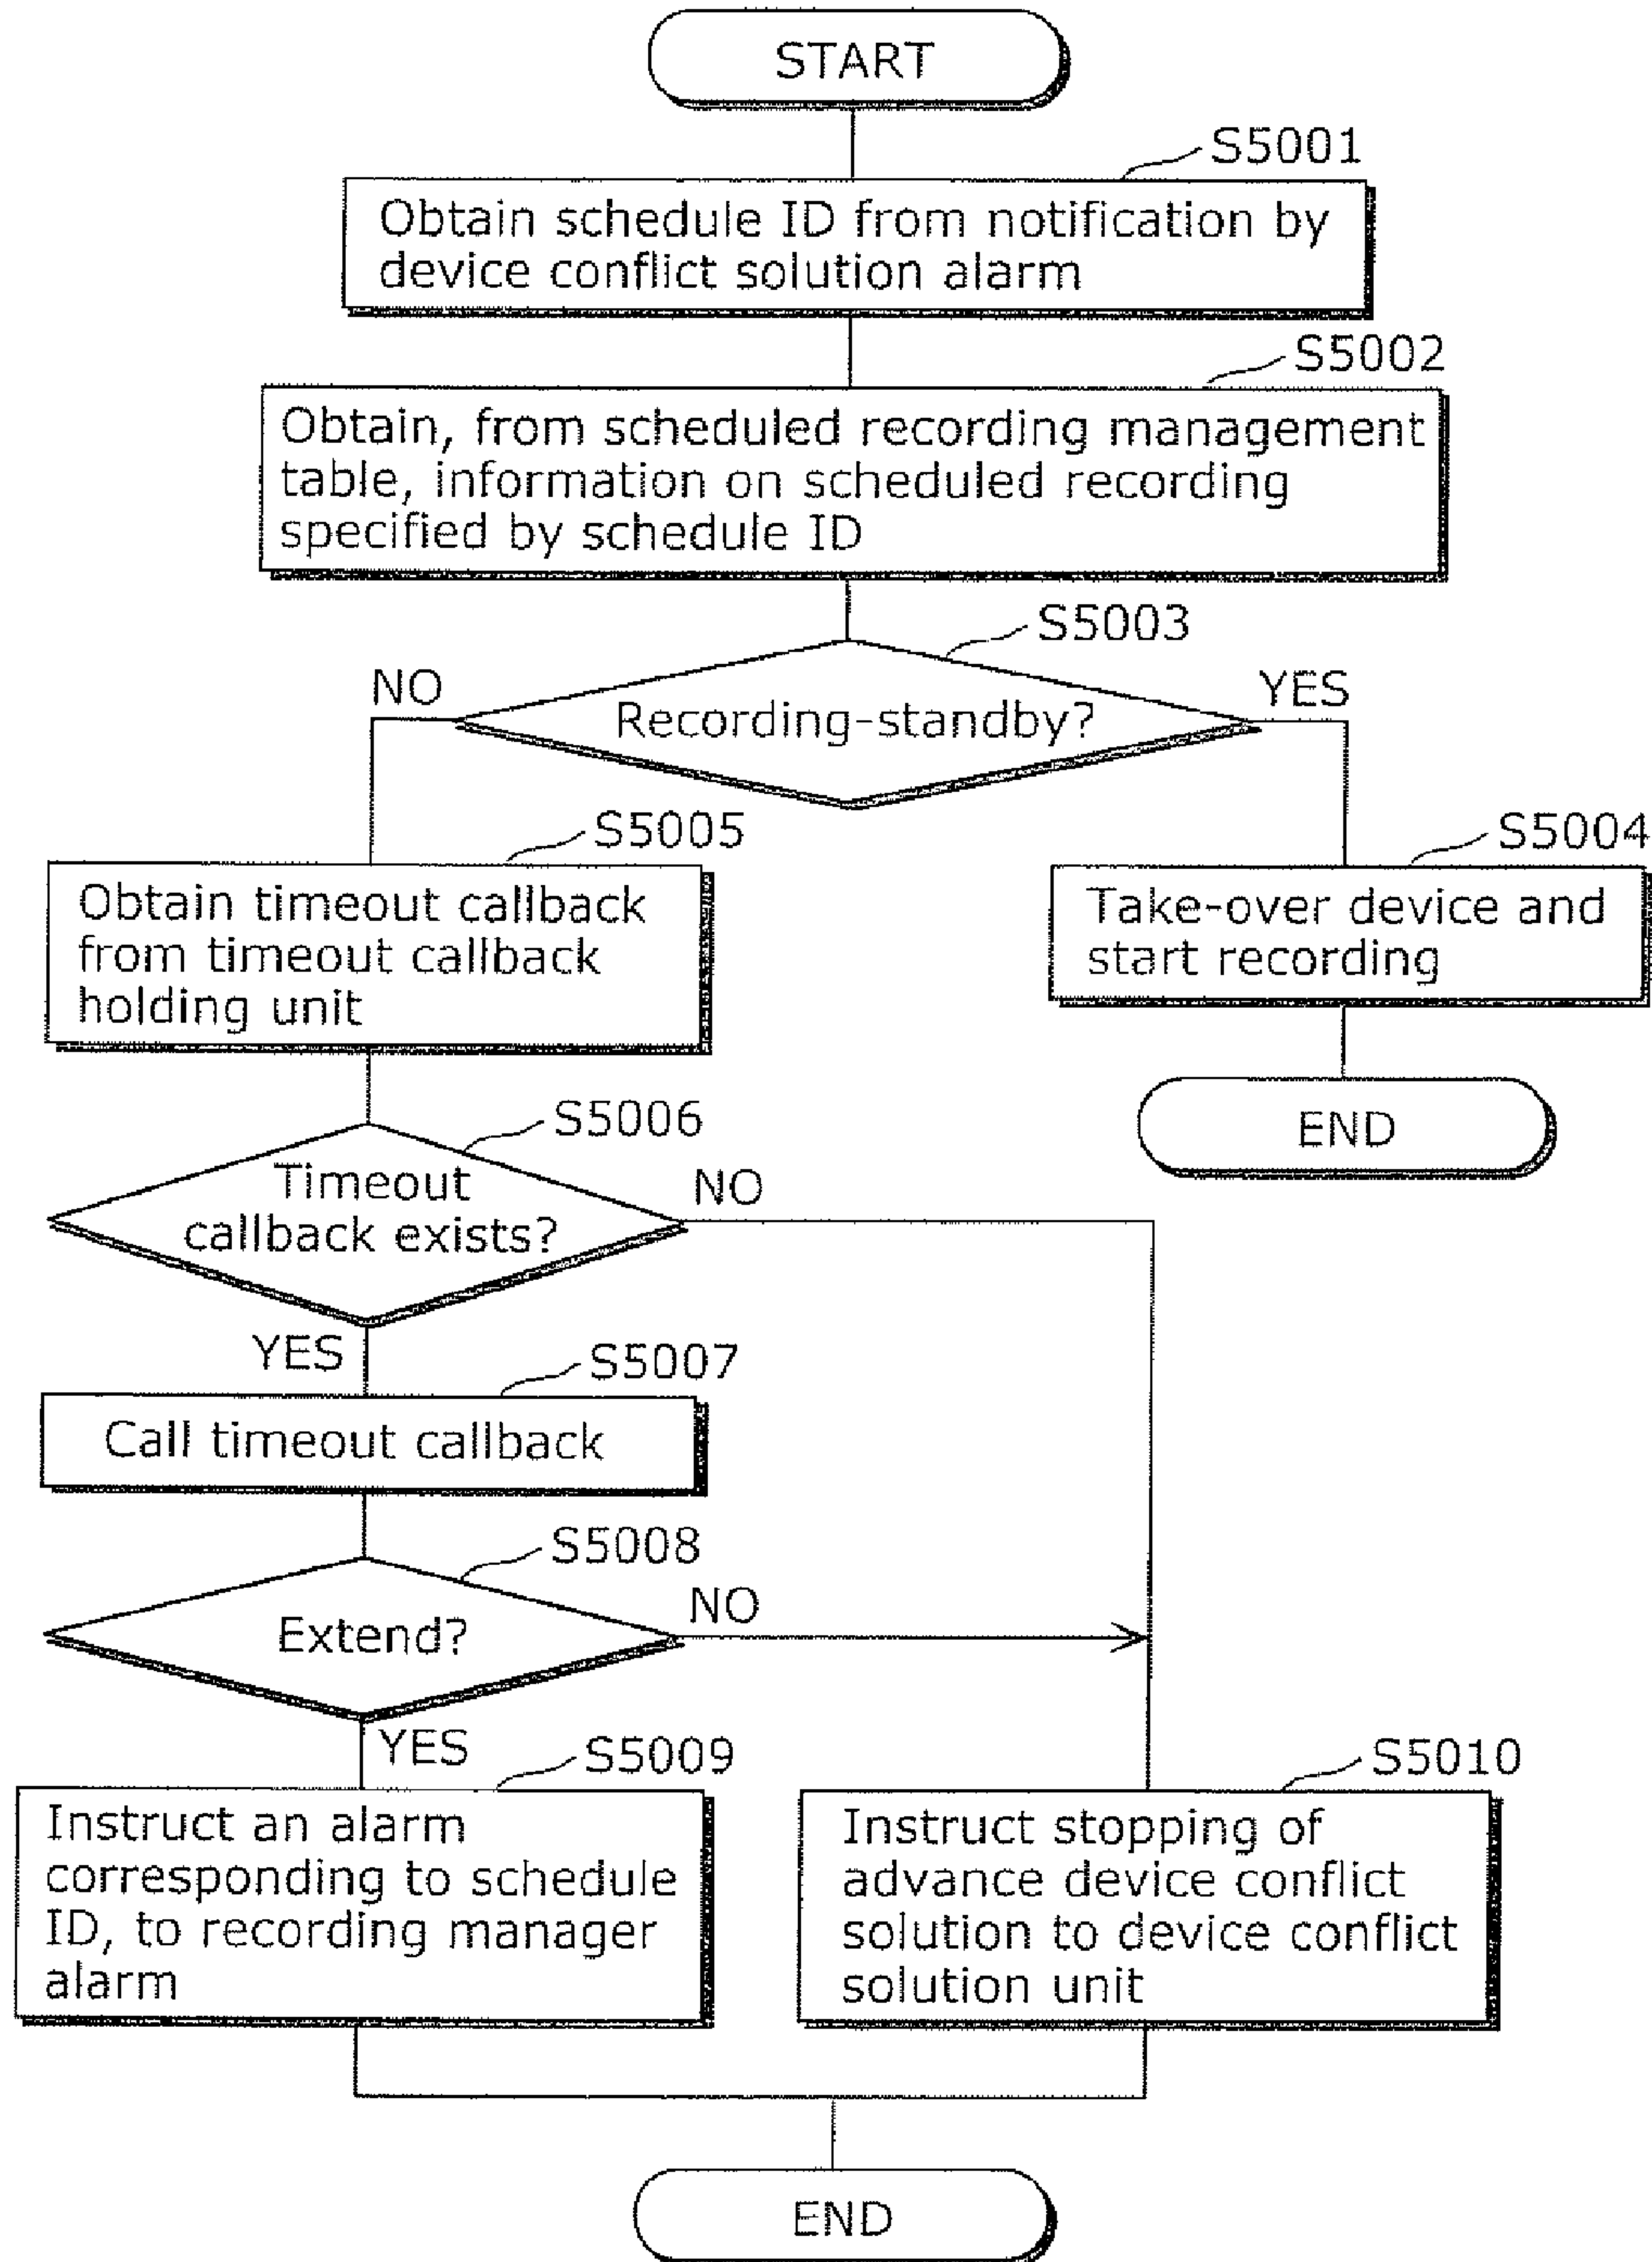 START
S5001
Obtain schedule ID from notification by
device conflict solution alarm
S5002
Obtain, from scheduled recording management
table, information on scheduled recording
specified by schedule ID
S5003
NO
Recording-standby?
YES
S5005
Obtain timeout callback
from timeout callback
holding unit
S5004
Take-over device and
start recording
END
S5006
Timeout
callback exists?
NO
YES
S5007
Call timeout callback
S5008
Extend?
NO
YES
S5009
Instruct an alarm
corresponding to schedule
ID, to recording manager
alarm
S5010
Instruct stopping of
advance device conflict
solution to device conflict
solution unit
END